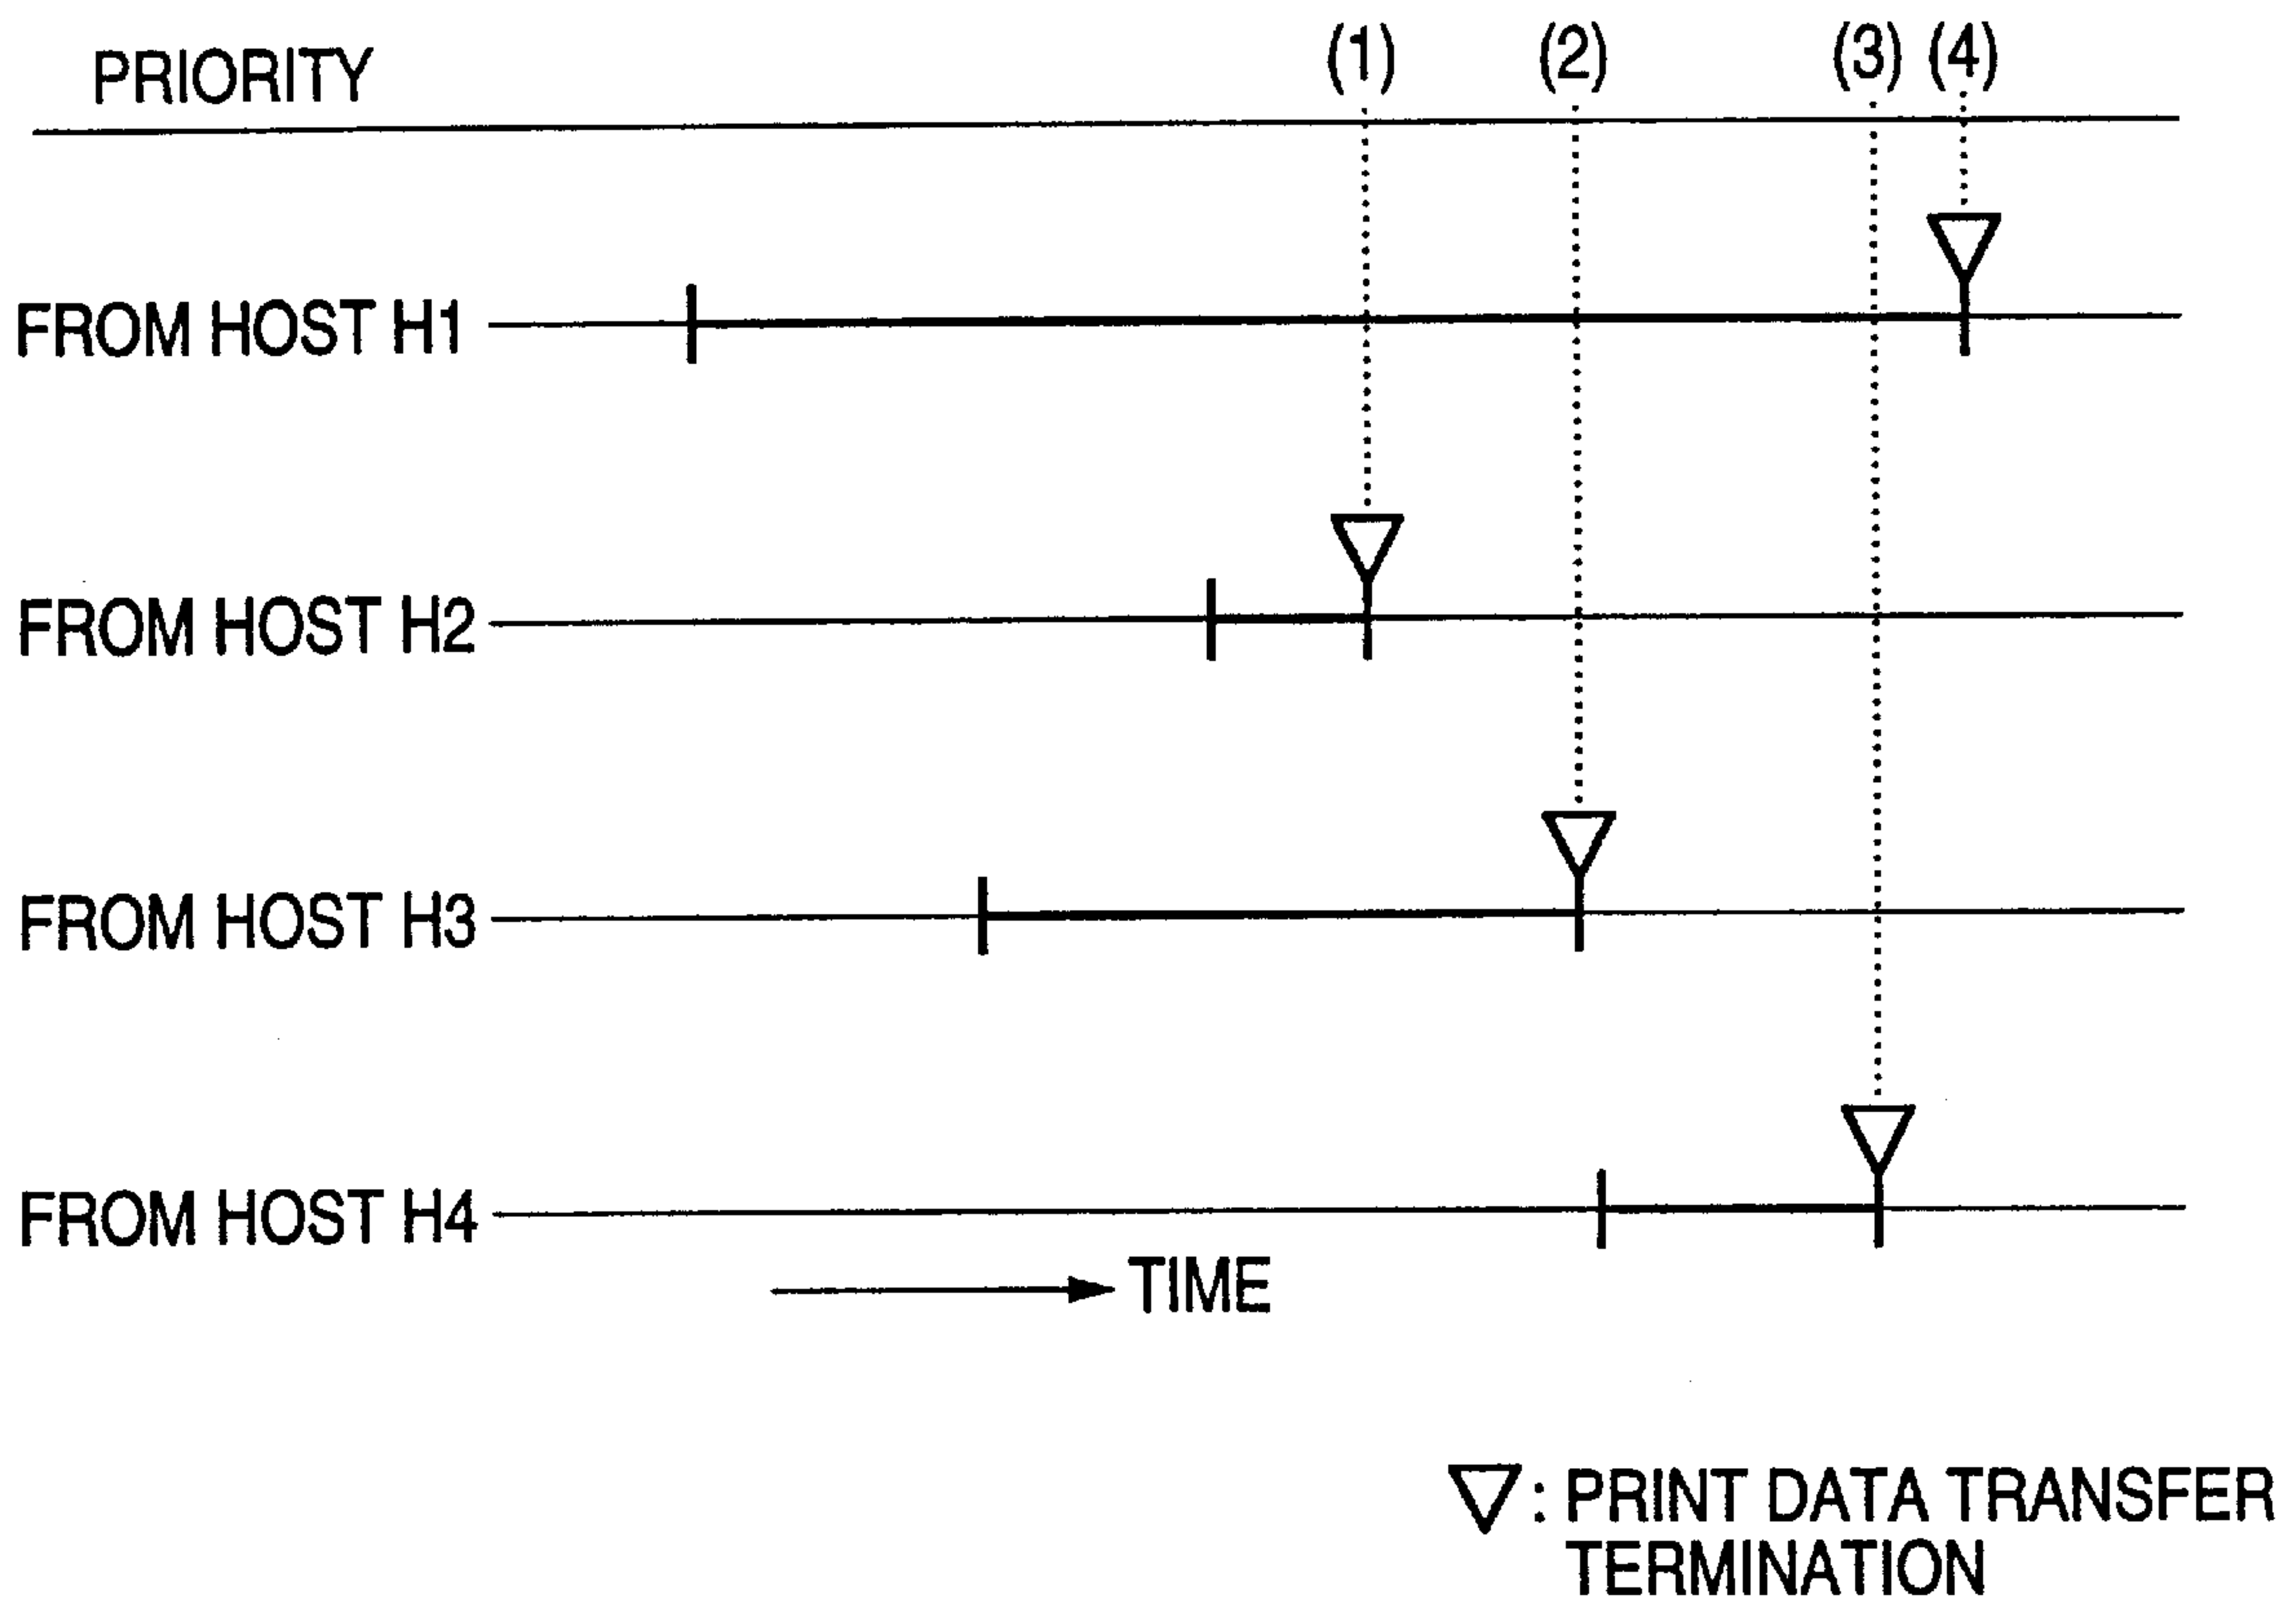 PRIORITY (1) (2) (3) (4)
FROM HOST H1
FROM HOST H2
FROM HOST H3
FROM HOST H4
TIME
: PRINT DATA TRANSFER
TERMINATION